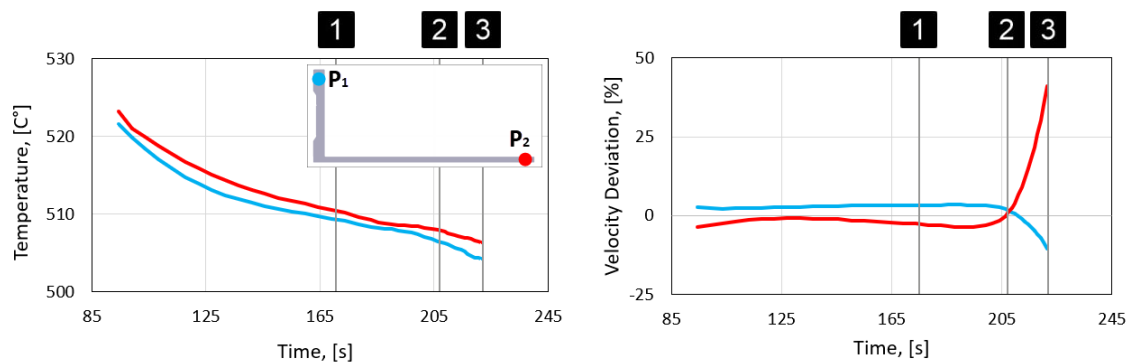 1 2 3
530
520
510
500
85 125 165 205 245
Temperature, [C°]
Time, [s]
P1
P2
1 2 3
50
25
0
-25
85 125 165 205 245
Velocity Deviation, [%]
Time, [s]